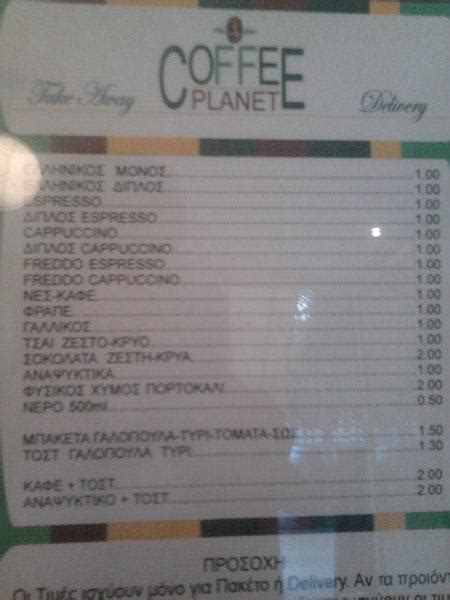 COFFEE
PLANET
Take Away
Delivery
ΕΛΛΗΝΙΚΟΣ ΜΟΝΟΣ 1.00
ΕΛΛΗΝΙΚΟΣ ΔΙΠΛΟΣ 1.00
ESPRESSO 1.00
ΔΙΠΛΟΣ ESPRESSO 1.00
CAPPUCCINO 1.00
ΔΙΠΛΟΣ CAPPUCCINO 1.00
FREDDO ESPRESSO 1.00
FREDDO CAPPUCCINO 1.00
ΝΕΣ-ΚΑΦΕ 1.00
ΦΡΑΠΕ 1.00
ΓΑΛΛΙΚΟΣ 1.00
ΤΣΑΙ ΖΕΣΤΟ-ΚΡΥΟ 1.00
ΣΟΚΟΛΑΤΑ ΖΕΣΤΗ-ΚΡΥΑ 2.00
ΑΝΑΨΥΚΤΙΚΑ 1.00
ΦΥΣΙΚΟΣ ΧΥΜΟΣ ΠΟΡΤΟΚΑΛΙ 2.00
ΝΕΡΟ 500ml 0.50
ΜΠΑΚΕΤΑ ΓΑΛΟΠΟΥΛΑ-ΤΥΡΙ-ΤΟΜΑΤΑ-ΣΩΣ 1.50
ΤΟΣΤ ΓΑΛΟΠΟΥΛΑ ΤΥΡΙ 1.30
ΚΑΦΕ + ΤΟΣΤ 2.00
ΑΝΑΨΥΚΤΙΚΟ + ΤΟΣΤ 2.00
ΠΡΟΣΟΧΗ
Οι Τιμές ισχύουν μόνο για Πακέτο ή Delivery. Αν τα προιόντ